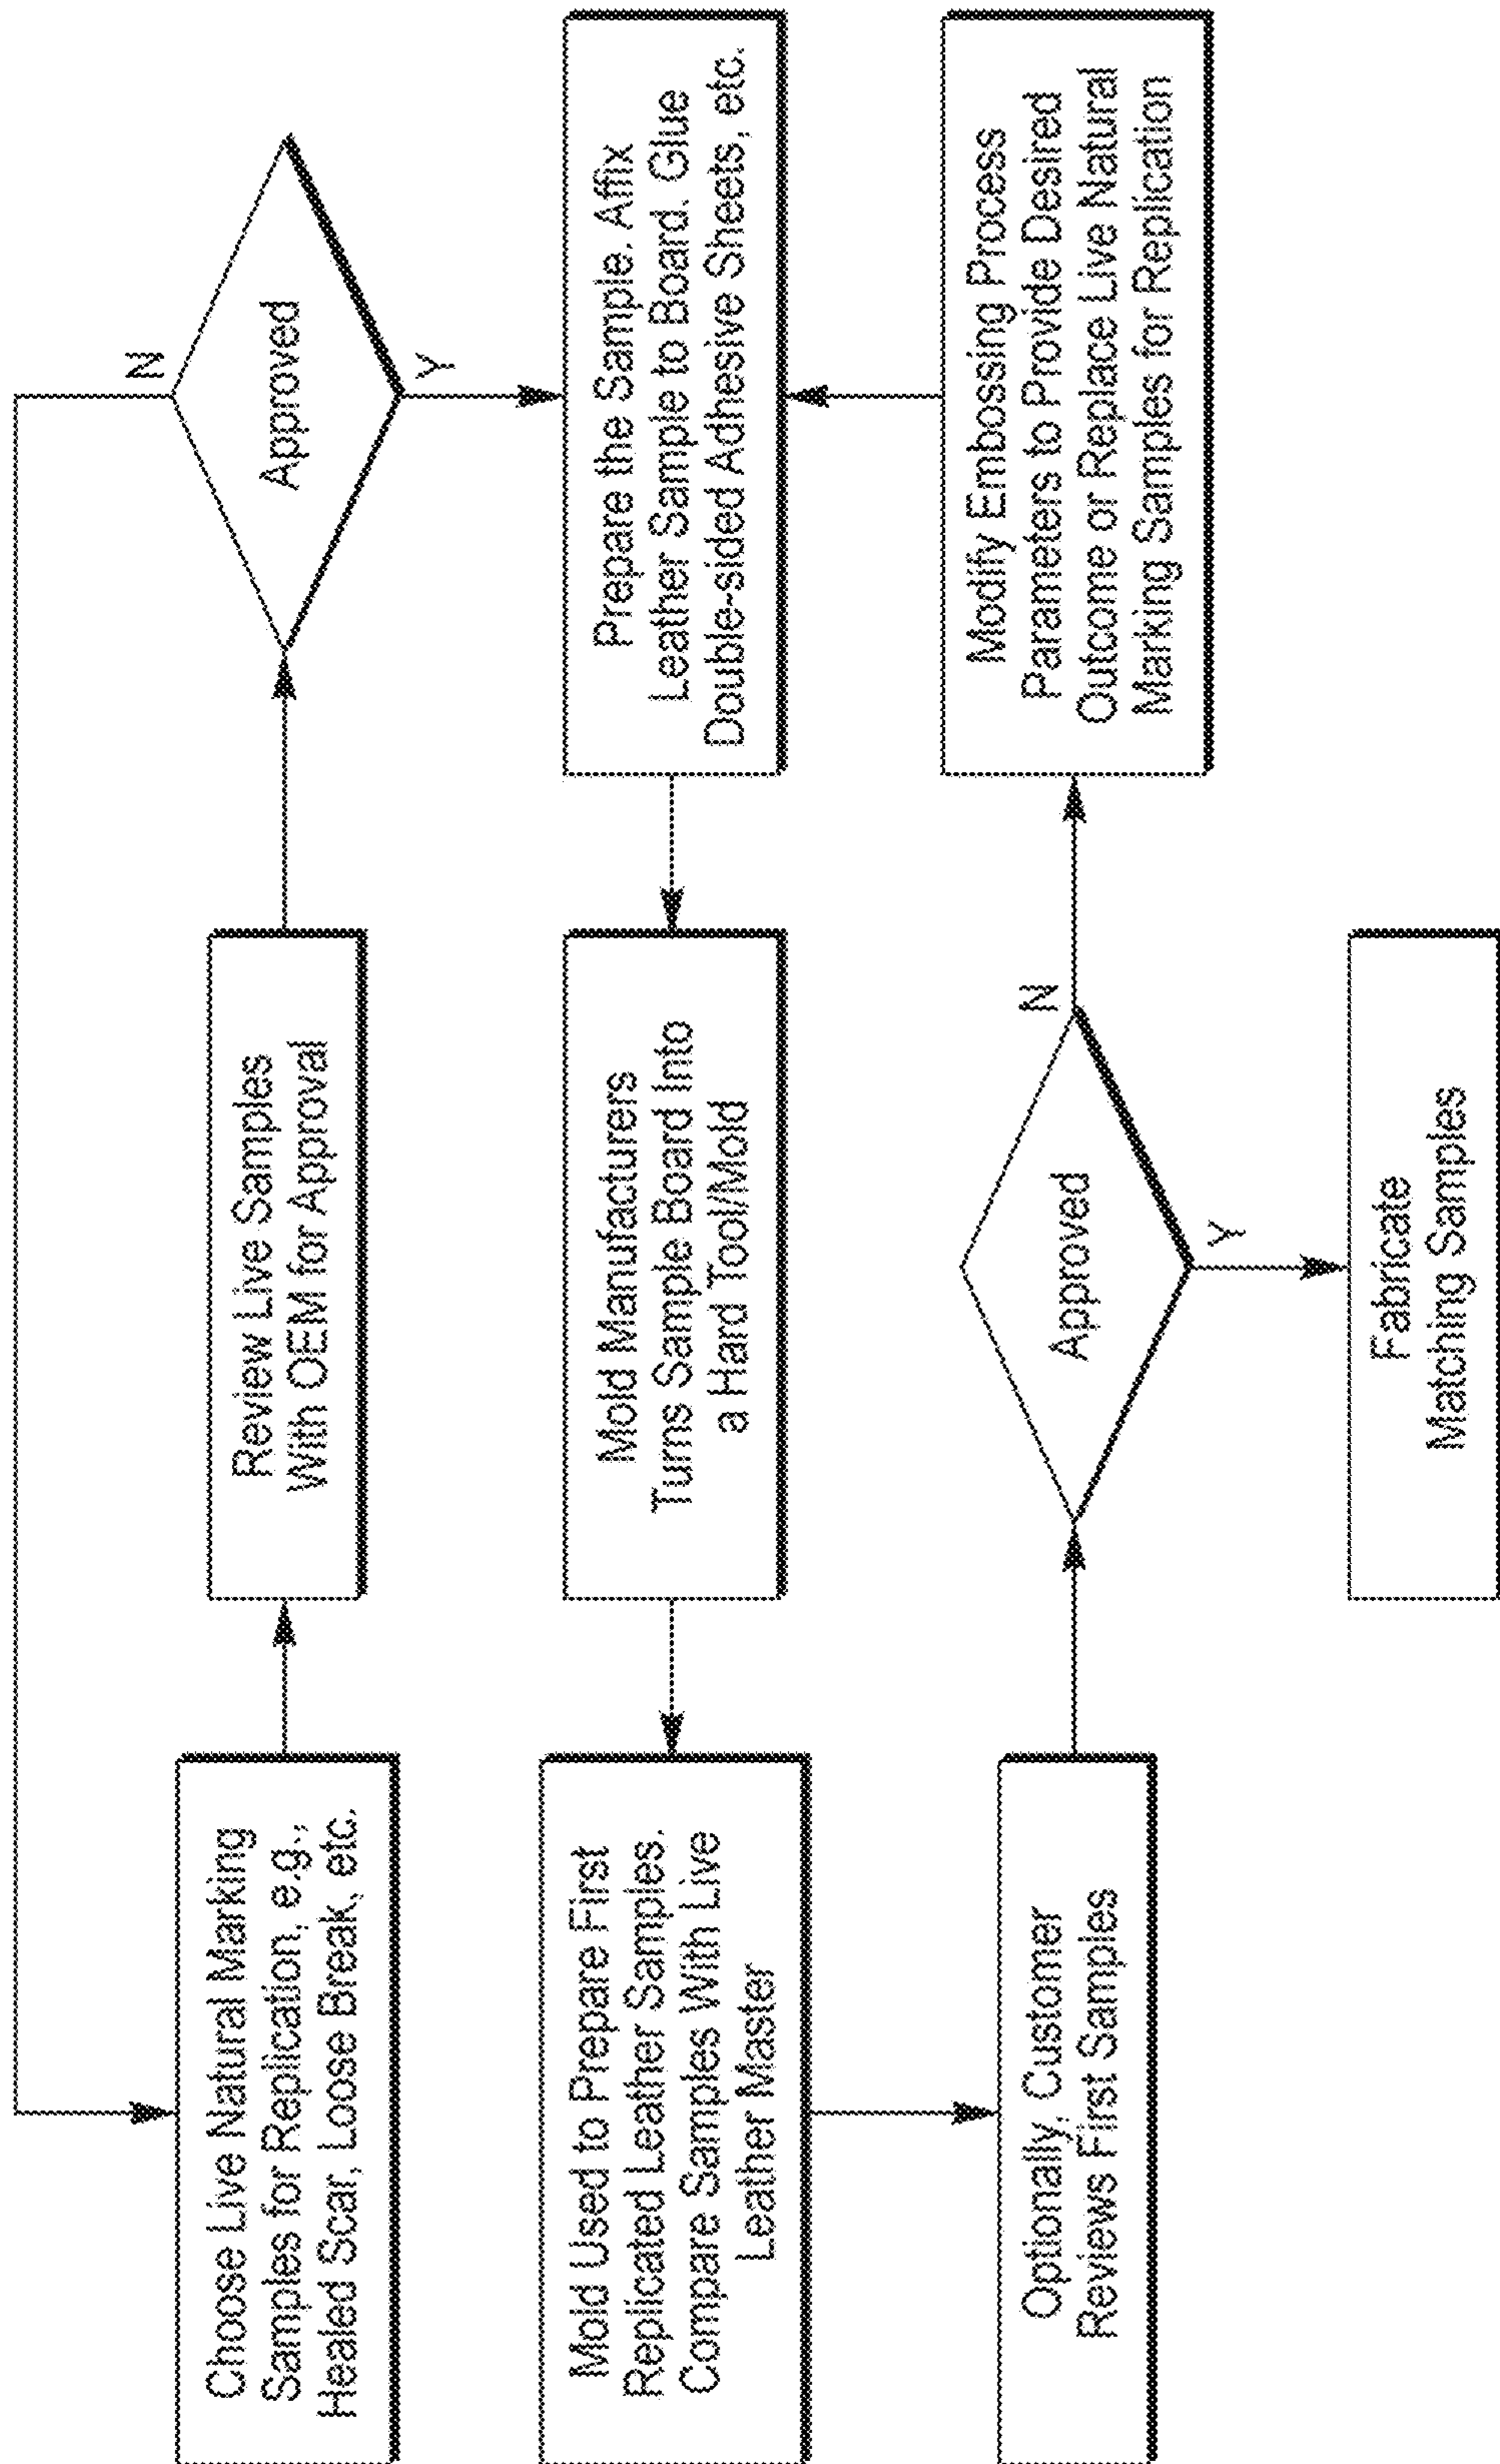 Choose Live Natural Marking
Samples for Replication, e.g.,
Healed Scar, Loose Break, etc.
Review Live Samples
With OEM for Approval
Approved
N
Y
Prepare the Sample. Affix
Leather Sample to Board. Glue
Double-sided Adhesive Sheets, etc.
Mold Manufacturers
Turns Sample Board Into
a Hard Tool/Mold
Mold Used to Prepare First
Replicated Leather Samples.
Compare Samples With Live
Leather Master
Optionally, Customer
Reviews First Samples
Approved
N
Y
Modify Embossing Process
Parameters to Provide Desired
Outcome or Replace Live Natural
Marking Samples for Replication
Fabricate
Matching Samples